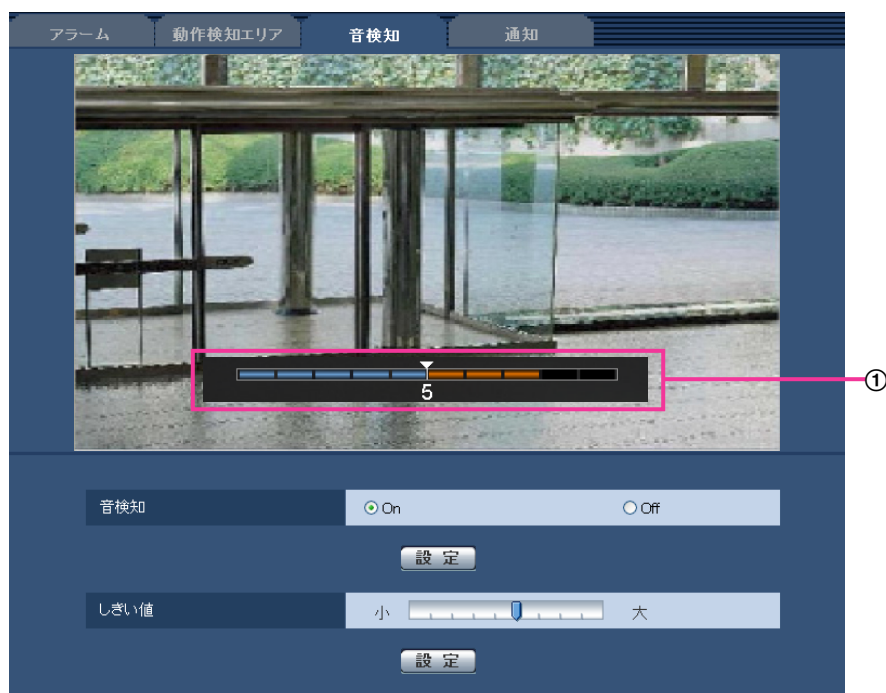 アラーム 動作検知エリア 音検知 通知
5
①
音検知 On Off
設定
しきい値 小 大
設定